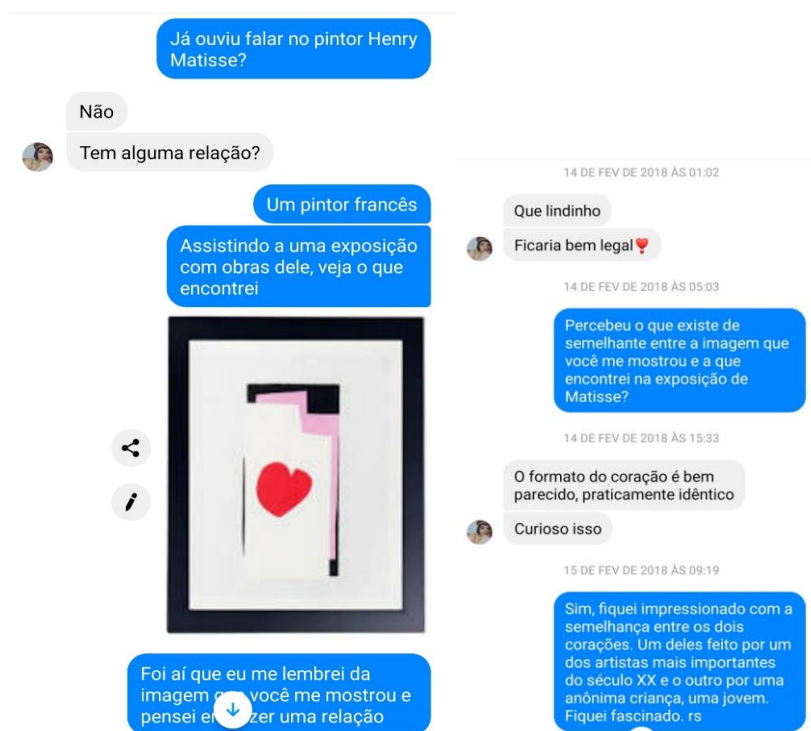 Já ouviu falar no pintor Henry
Matisse?
Não
Tem alguma relação?
Um pintor francês
Assistindo a uma exposição
com obras dele, veja o que
encontrei
Foi aí que eu me lembrei da
imagem você me mostrou e
pensei uma relação
14 DE FEV DE 2018 ÀS 01:02
Que lindinho
Ficaria bem legal❣️
14 DE FEV DE 2018 ÀS 05:03
Percebeu o que existe de
semelhante entre a imagem que
você me mostrou e a que
encontrei na exposição de
Matisse?
14 DE FEV DE 2018 ÀS 15:33
O formato do coração é bem
parecido, praticamente idêntico
Curioso isso
15 DE FEV DE 2018 ÀS 09:19
Sim, fiquei impressionado com a
semelhança entre os dois
corações. Um deles feito por um
dos artistas mais importantes
do século XX e o outro por uma
anônima criança, uma jovem.
Fiquei fascinado. rs